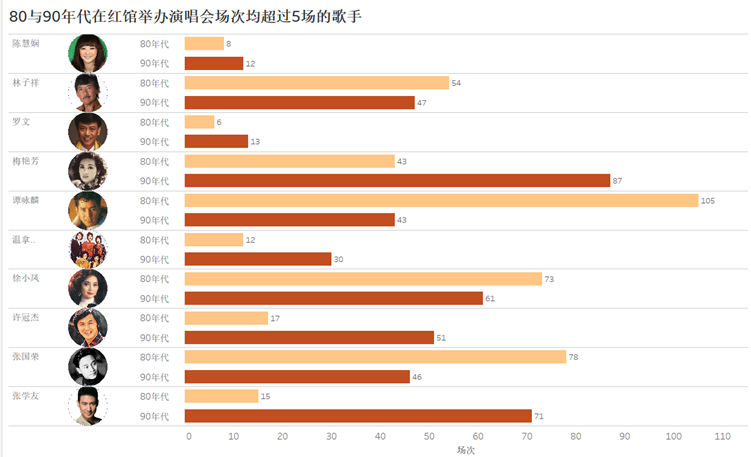 80与90年代在红馆举办演唱会场次均超过5场的歌手
陈慧娴
80年代 8
90年代 12
林子祥
80年代 54
90年代 47
罗文
80年代 6
90年代 13
梅艳芳
80年代 43
90年代 87
谭咏麟
80年代 105
90年代 43
温拿..
80年代 12
90年代 30
徐小凤
80年代 73
90年代 61
许冠杰
80年代 17
90年代 51
张国荣
80年代 78
90年代 46
张学友
80年代 15
90年代 71
0 10 20 30 40 50 60 70 80 90 100 110
场次